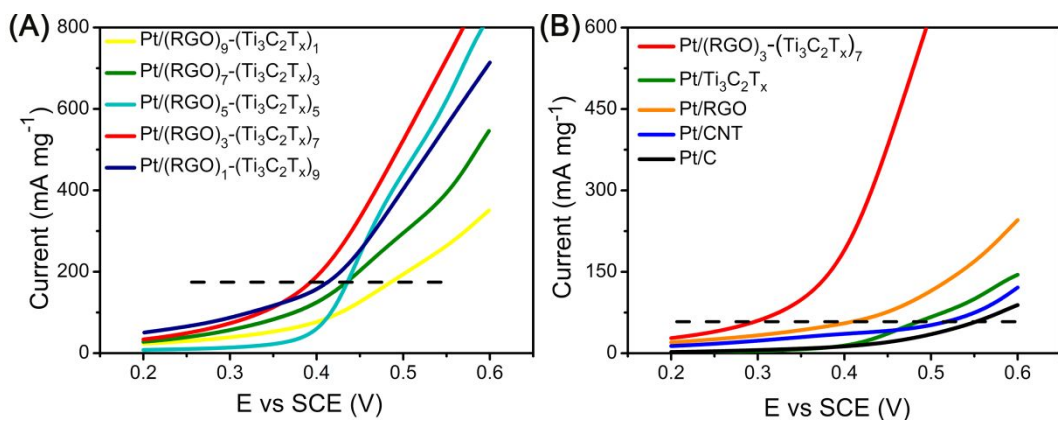 (A)
800
600
400
200
0
Current (mA mg⁻¹)
Pt/(RGO)₉-(Ti₃C₂Tₓ)₁
Pt/(RGO)₇-(Ti₃C₂Tₓ)₃
Pt/(RGO)₅-(Ti₃C₂Tₓ)₅
Pt/(RGO)₃-(Ti₃C₂Tₓ)₇
Pt/(RGO)₁-(Ti₃C₂Tₓ)₉
0.2 0.3 0.4 0.5 0.6
E vs SCE (V)
(B)
600
450
300
150
0
Current (mA mg⁻¹)
Pt/(RGO)₃-(Ti₃C₂Tₓ)₇
Pt/Ti₃C₂Tₓ
Pt/RGO
Pt/CNT
Pt/C
0.2 0.3 0.4 0.5 0.6
E vs SCE (V)